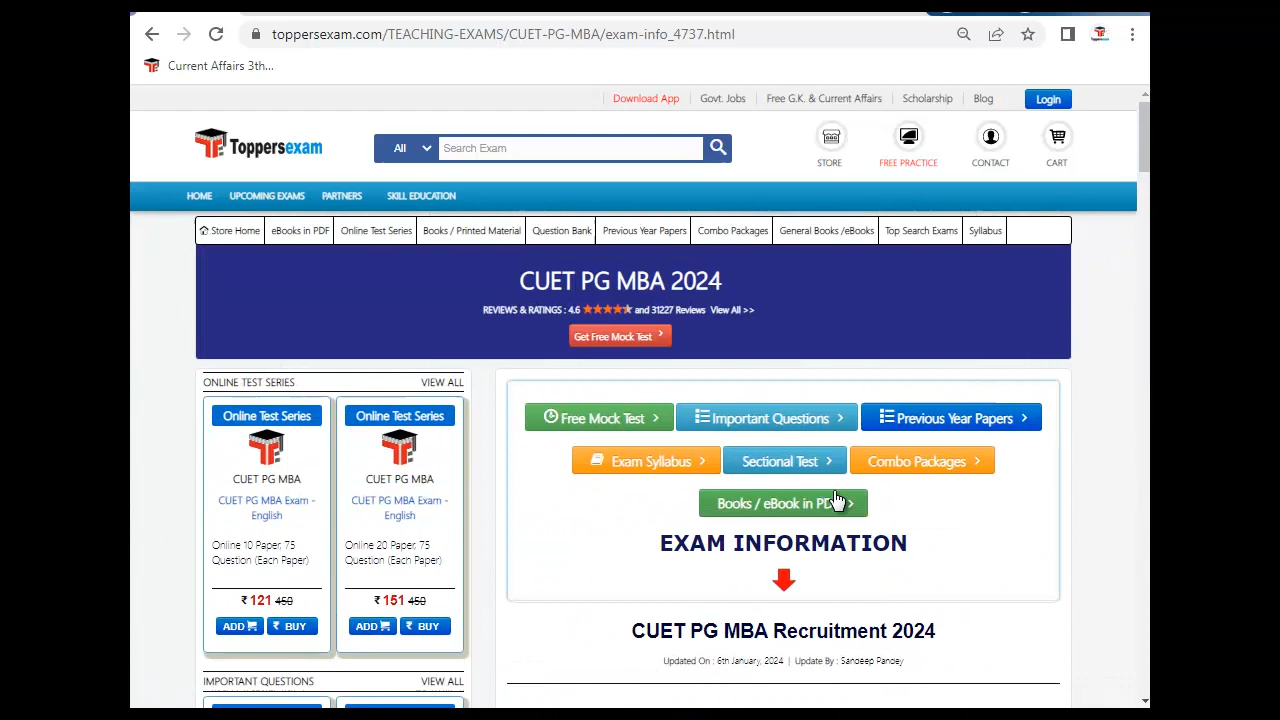 toppersexam.com/TEACHING-EXAMS/CUET-PG-MBA/exam-info_4737.html
Current Affairs 3th...
Download App
Govt. Jobs
Free G.K. & Current Affairs
Scholarship
Blog
Login
Toppersexam
All
Search Exam
STORE
FREE PRACTICE
CONTACT
CART
HOME
UPCOMING EXAMS
PARTNERS
SKILL EDUCATION
Store Home
eBooks in PDF
Online Test Series
Books / Printed Material
Question Bank
Previous Year Papers
Combo Packages
General Books /eBooks
Top Search Exams
Syllabus
CUET PG MBA 2024
REVIEWS & RATINGS : 4.6 and 31227 Reviews View All >>
Get Free Mock Test
ONLINE TEST SERIES
VIEW ALL
Online Test Series
CUET PG MBA
CUET PG MBA Exam -
English
Online 10 Paper, 75
Question (Each Paper)
₹ 121 450
ADD
₹ BUY
Online Test Series
CUET PG MBA
CUET PG MBA Exam -
English
Online 20 Paper, 75
Question (Each Paper)
₹ 151 450
ADD
₹ BUY
IMPORTANT QUESTIONS
VIEW ALL
Free Mock Test
Important Questions
Previous Year Papers
Exam Syllabus
Sectional Test
Combo Packages
Books / eBook in
EXAM INFORMATION
CUET PG MBA Recruitment 2024
Updated On : 6th January, 2024 | Update By : Sandeep Pandey